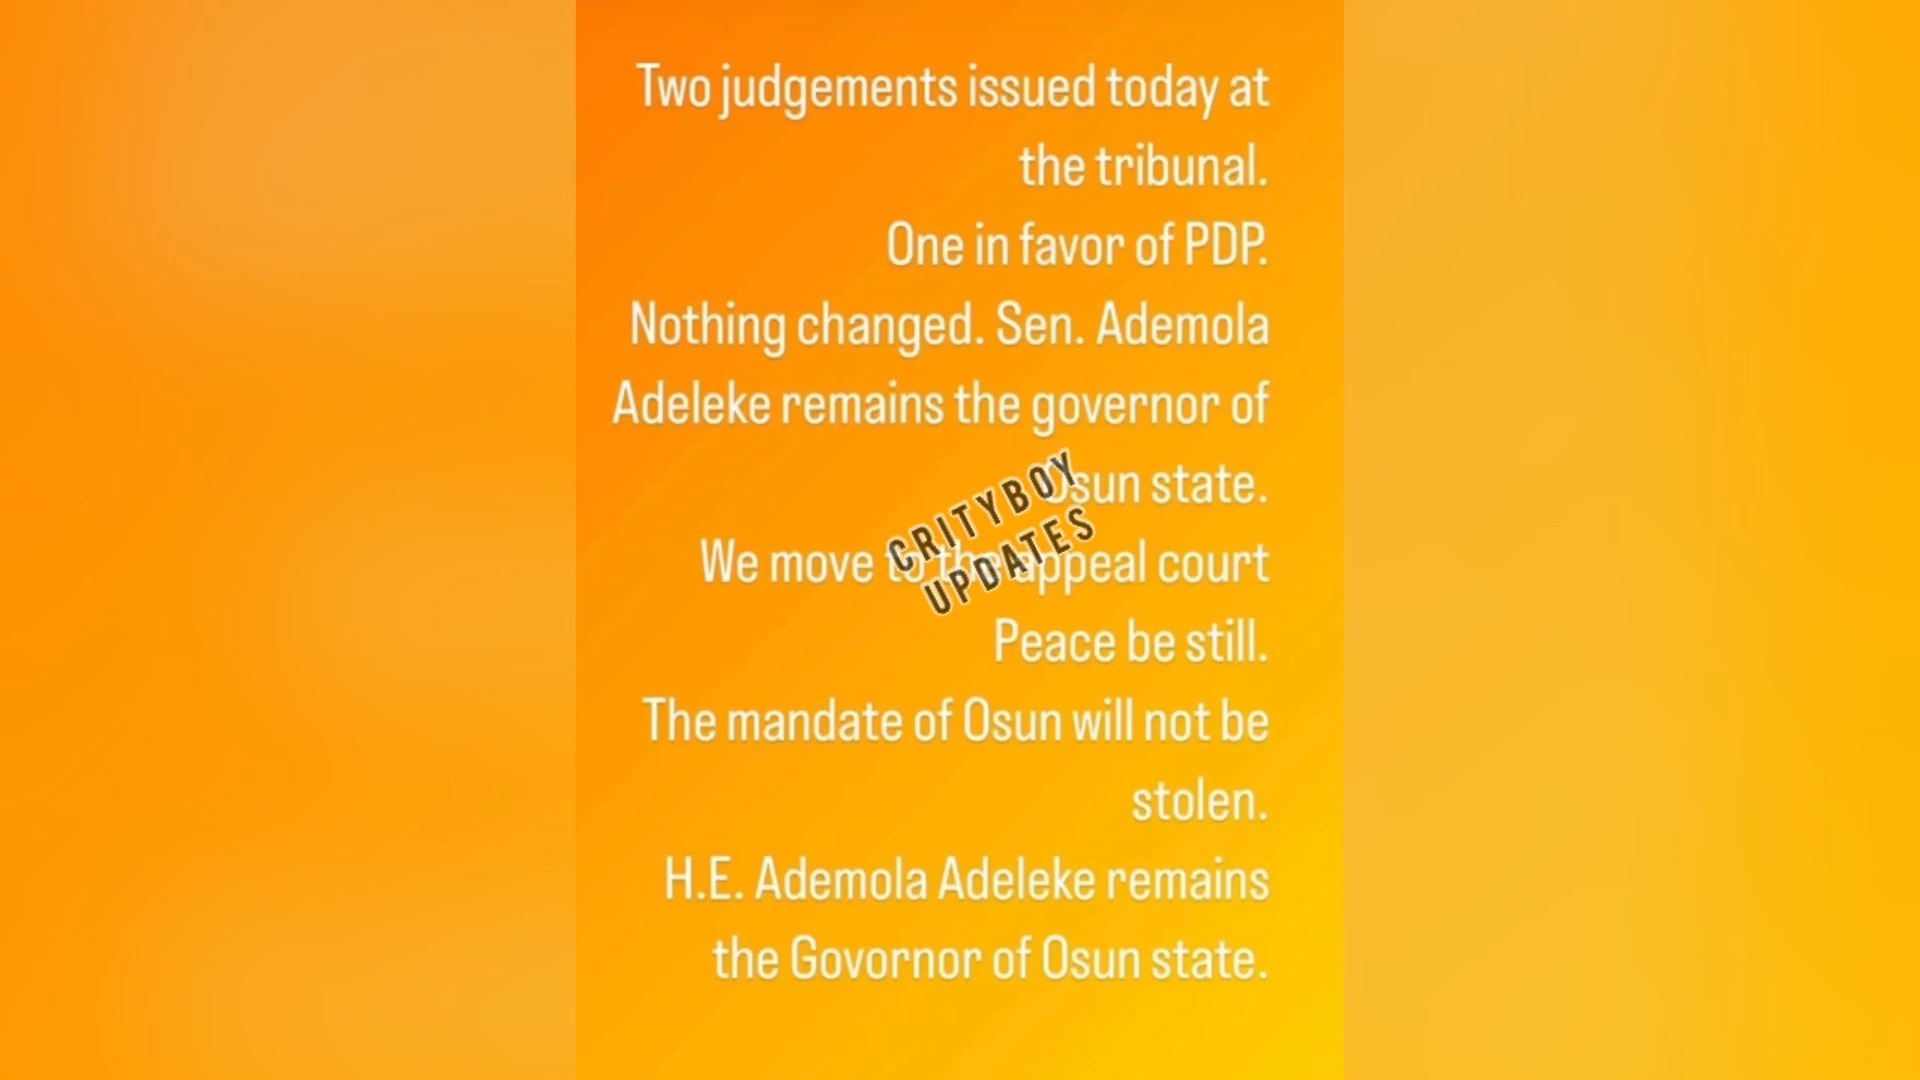 Two judgements issued today at
the tribunal.
One in favor of PDP.
Nothing changed. Sen. Ademola
Adeleke remains the governor of
Osun state.
We move to the appeal court
Peace be still.
The mandate of Osun will not be
stolen.
H.E. Ademola Adeleke remains
the Govornor of Osun state.
CRITYBOY
UPDATES